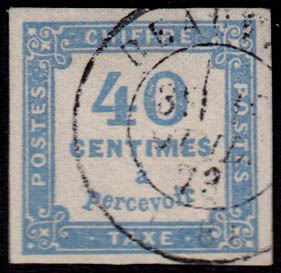 CHIFFRE
POSTES
40
CENTIMES
à
percevoir
POSTES
TAXE